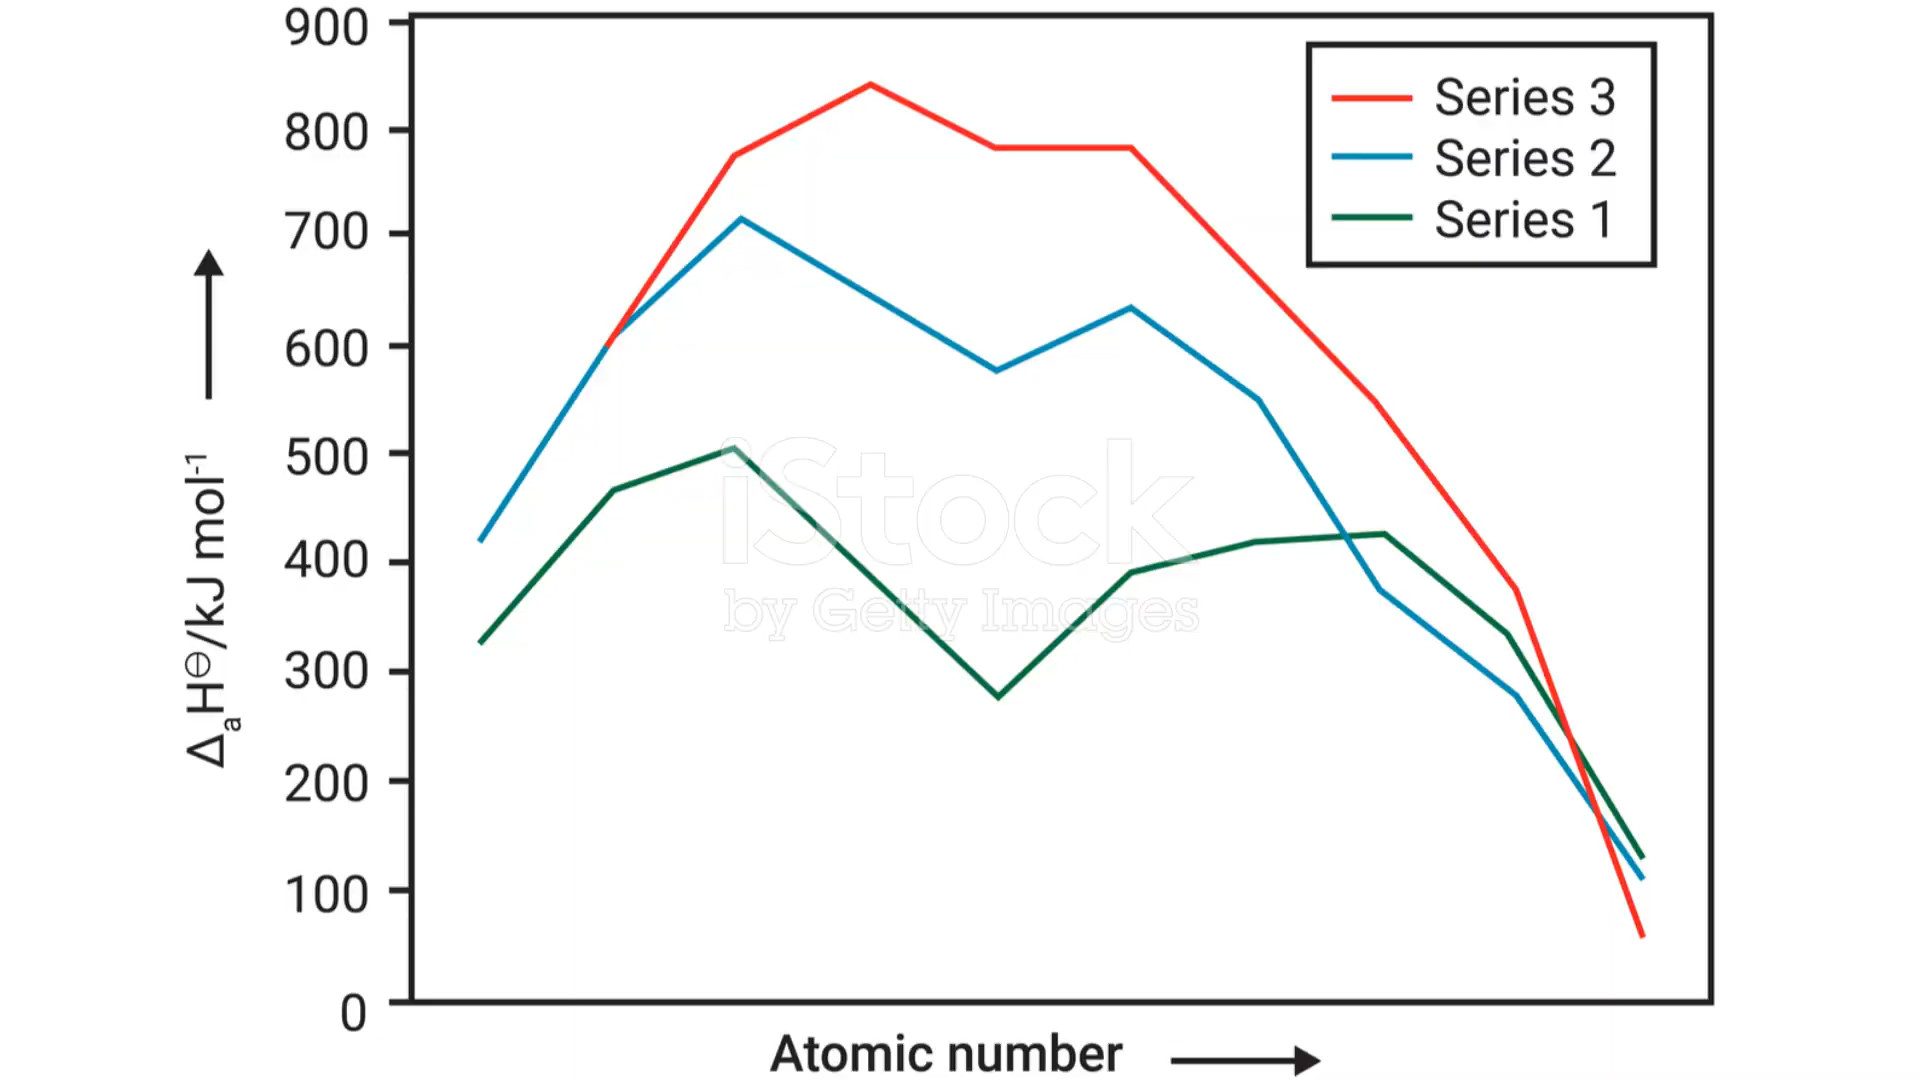 900
800
700
600
500
400
300
200
100
0
ΔₐH⊖/kJ mol⁻¹
Series 3
Series 2
Series 1
iStock
by Getty Images
Atomic number